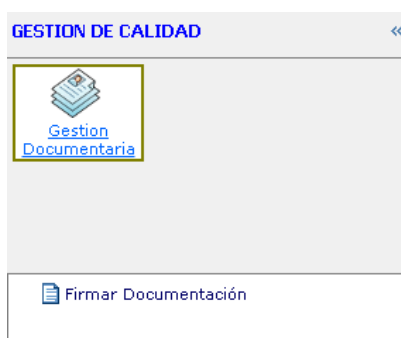 GESTION DE CALIDAD «
Gestion
Documentaria
Firmar Documentación